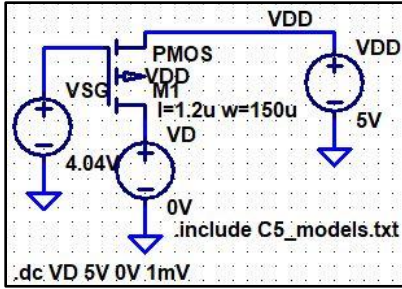 VDD
PMOS
VDD
VDD
VSG
M1
l=1.2u w=150u
VD
4.04V
5V
0V
.include C5_models.txt
.dc VD 5V 0V 1mV